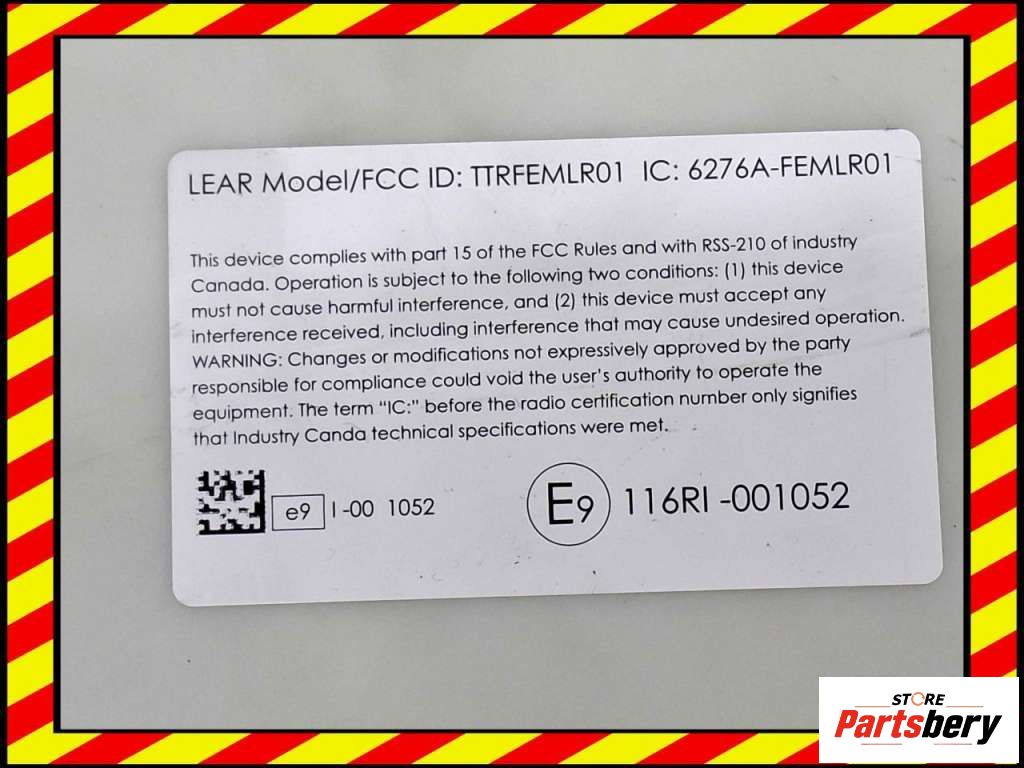 LEAR Model/FCC ID: TTRFEMLR01 IC: 6276A-FEMLR01
This device complies with part 15 of the FCC Rules and with RSS-210 of industry
Canada. Operation is subject to the following two conditions: (1) this device
must not cause harmful interference, and (2) this device must accept any
interference received, including interference that may cause undesired operation.
WARNING: Changes or modifications not expressively approved by the party
responsible for compliance could void the user's authority to operate the
equipment. The term "IC:" before the radio certification number only signifies
that Industry Canda technical specifications were met.
e9 I-00 1052 E9 116RI -001052
STORE
Partsbery